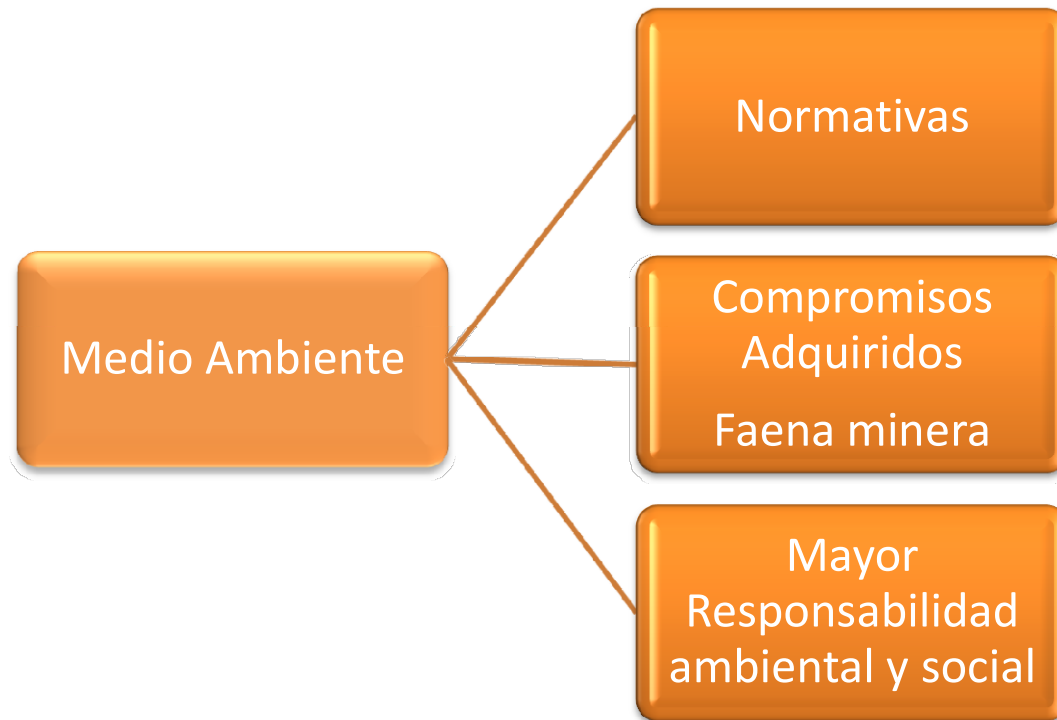 Normativas
Medio Ambiente
Compromisos
Adquiridos
Faena minera
Mayor
Responsabilidad
ambiental y social